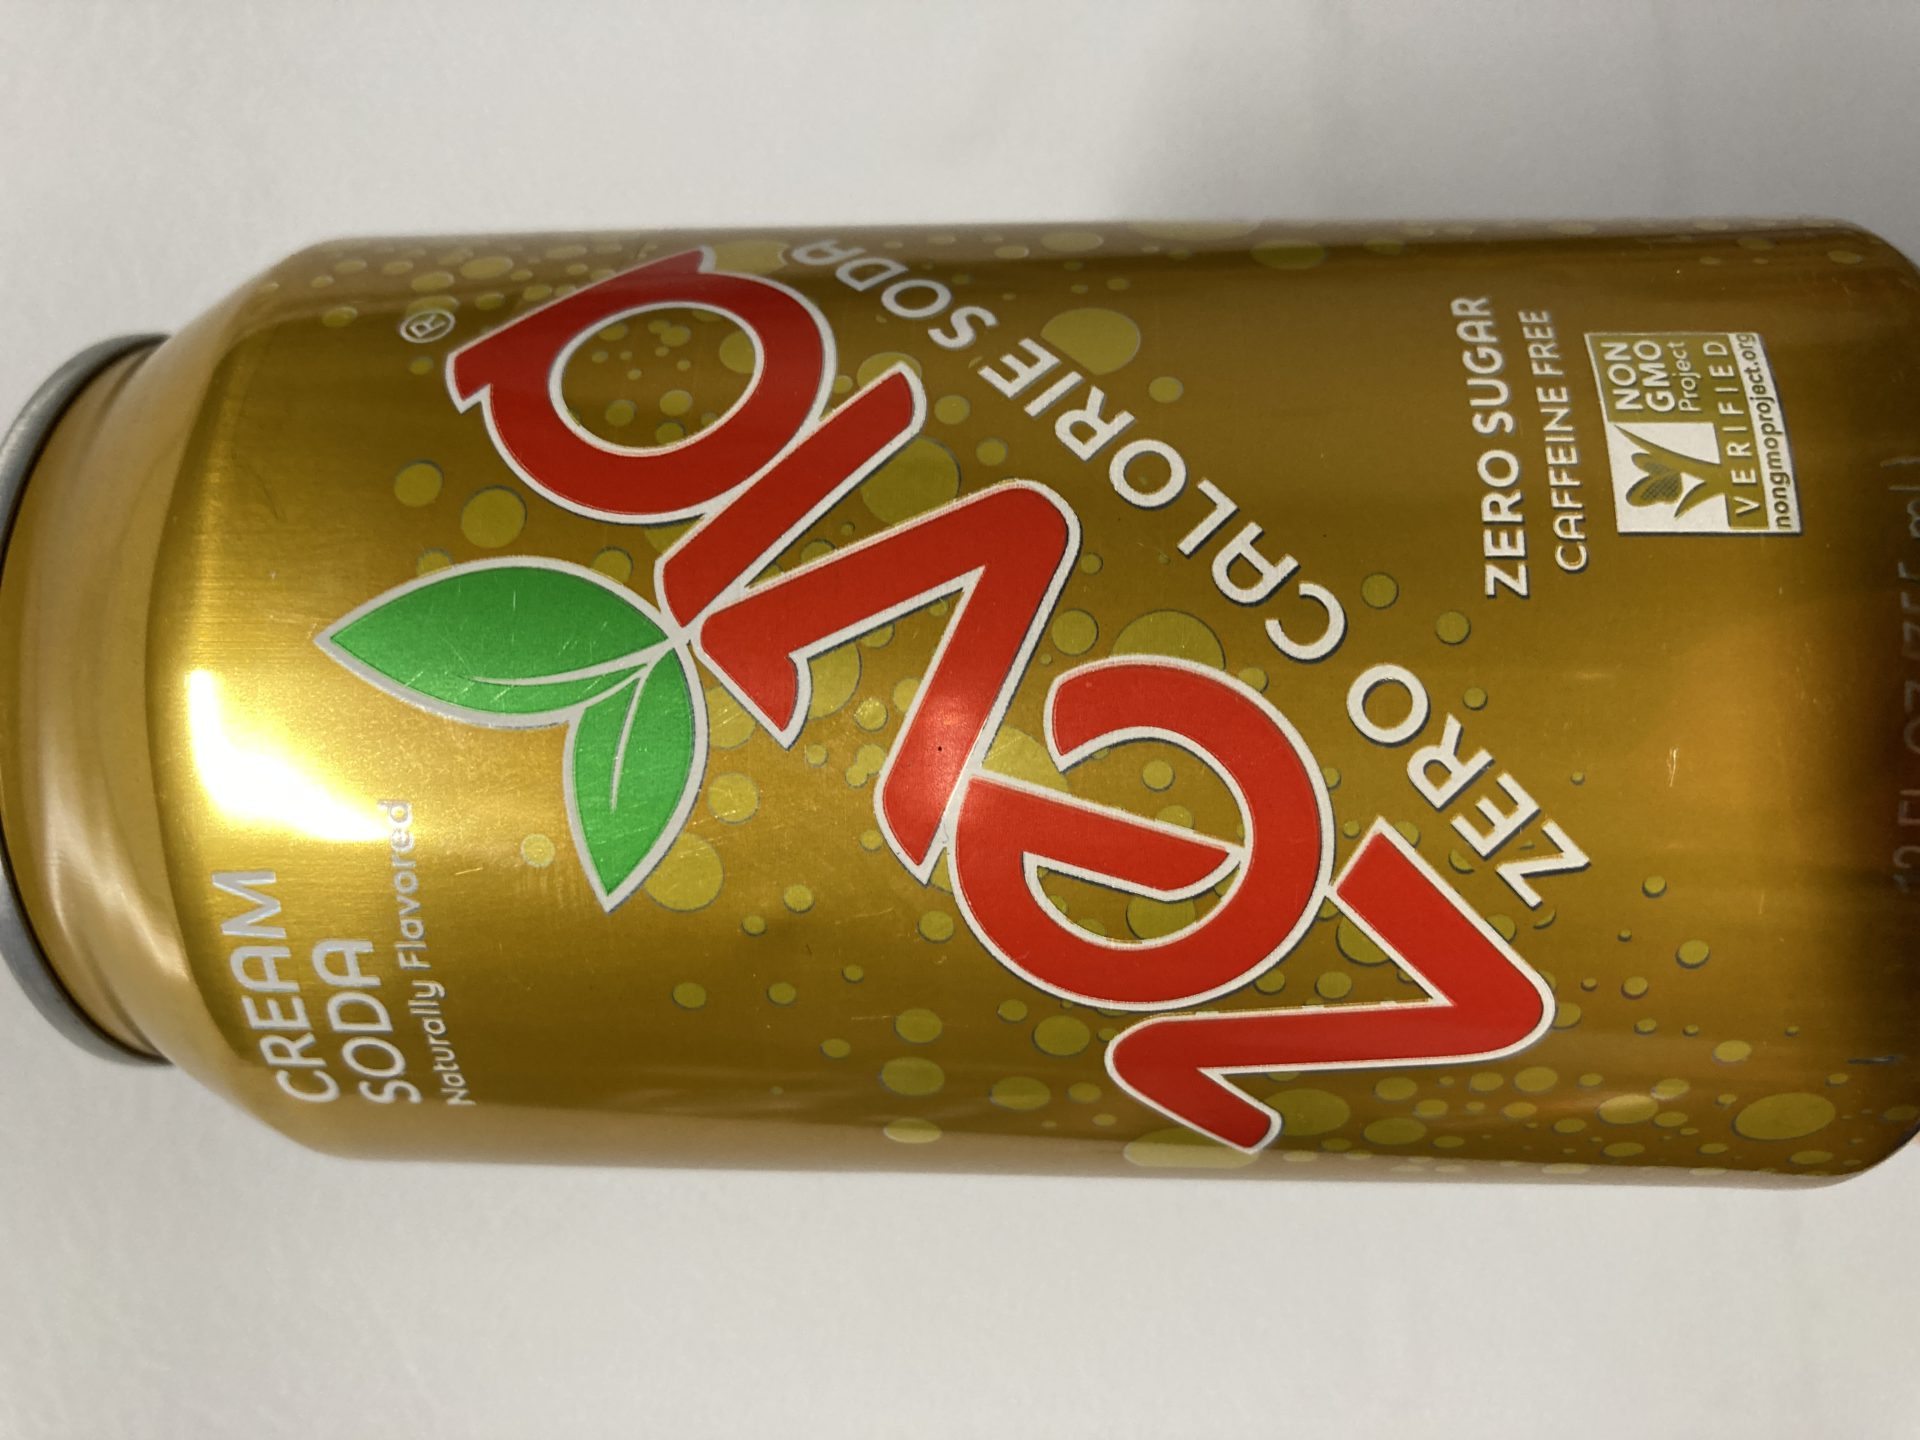 CREAM
SODA
Naturally Flavored
zevia®
ZERO CALORIE SODA
ZERO SUGAR
CAFFEINE FREE
NON
GMO
Project
VERIFIED
nongmoproject.org